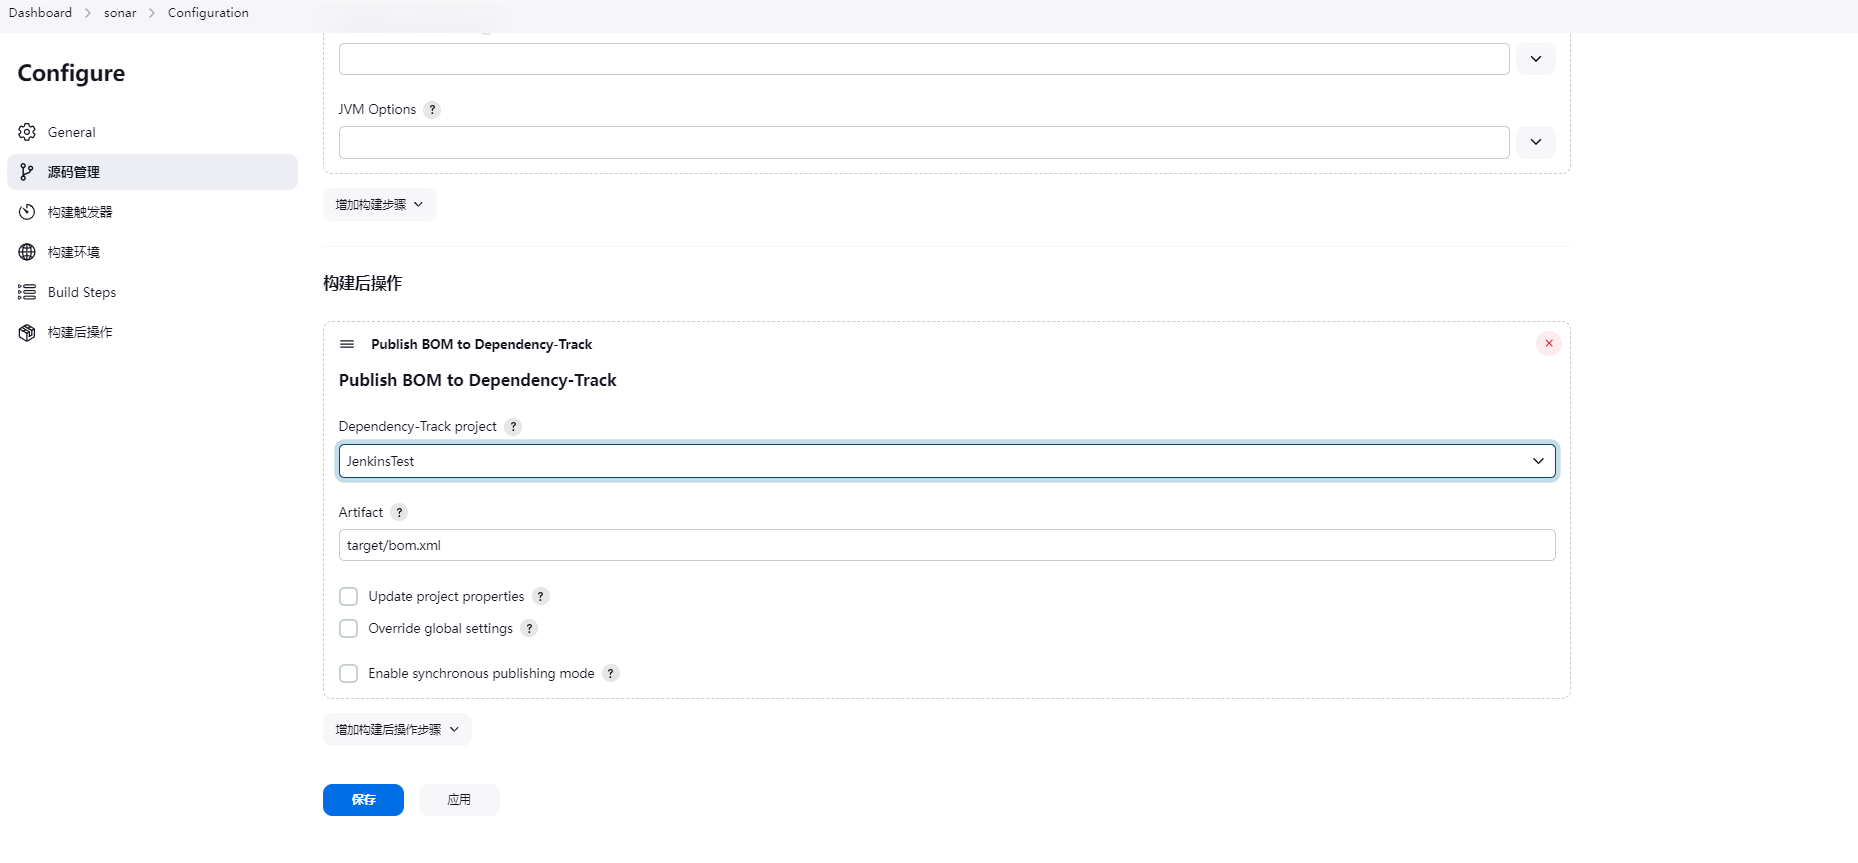 Dashboard > sonar > Configuration
Configure
General
源码管理
构建触发器
构建环境
Build Steps
构建后操作
JVM Options ?
增加构建步骤
构建后操作
Publish BOM to Dependency-Track
Publish BOM to Dependency-Track
Dependency-Track project ?
JenkinsTest
Artifact ?
target/bom.xml
Update project properties ?
Override global settings ?
Enable synchronous publishing mode ?
增加构建后操作步骤
保存 应用